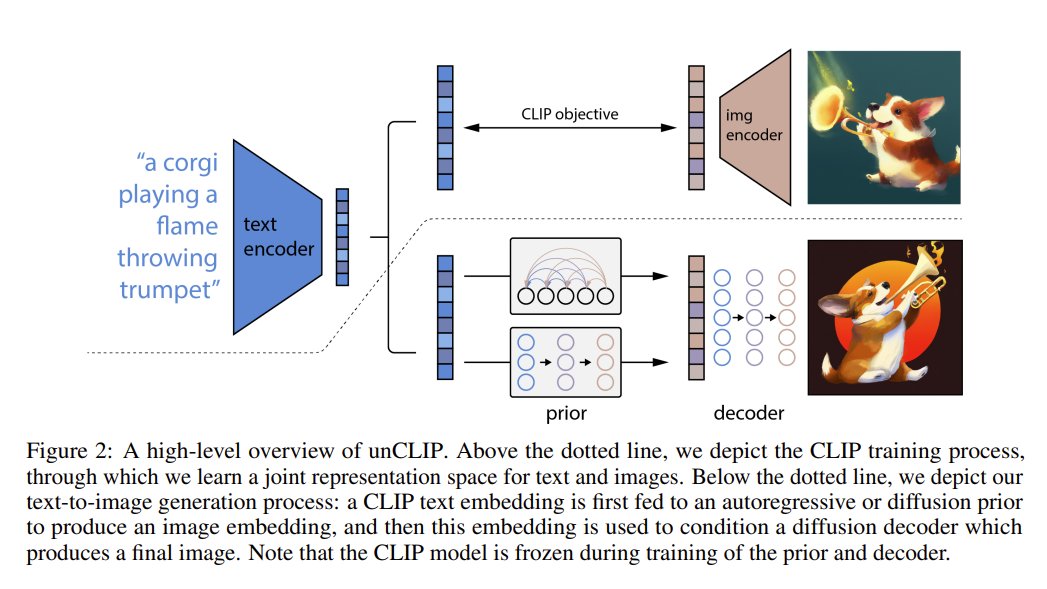 “a corgi
playing a
flame
throwing
trumpet”
text
encoder
CLIP objective
img
encoder
prior
decoder
Figure 2: A high-level overview of unCLIP. Above the dotted line, we depict the CLIP training process,
through which we learn a joint representation space for text and images. Below the dotted line, we depict our
text-to-image generation process: a CLIP text embedding is first fed to an autoregressive or diffusion prior
to produce an image embedding, and then this embedding is used to condition a diffusion decoder which
produces a final image. Note that the CLIP model is frozen during training of the prior and decoder.